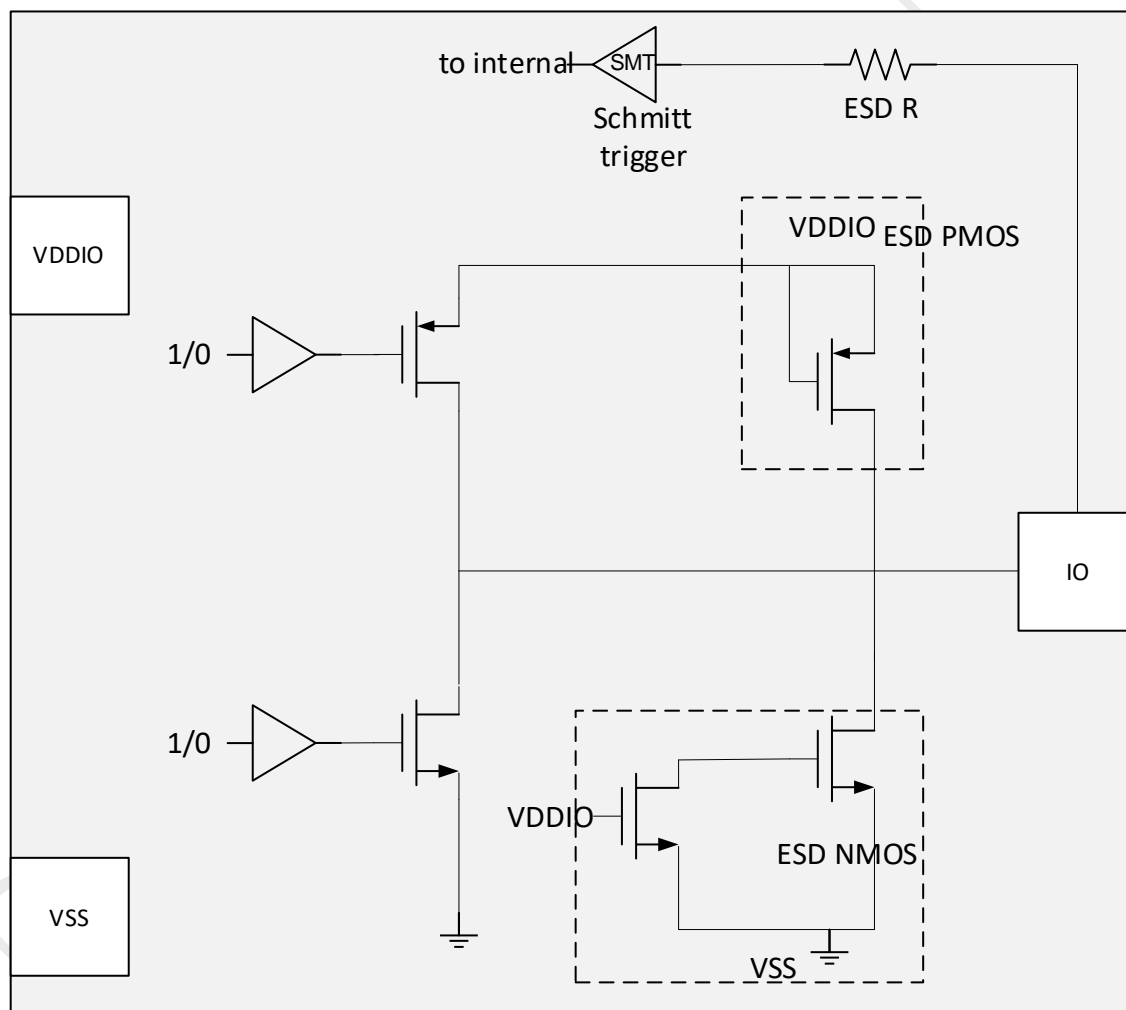 to internal
SMT
ESD R
Schmitt
trigger
VDDIO
VDDIO
ESD PMOS
1/0
IO
1/0
VDDIO
ESD NMOS
VSS
VSS